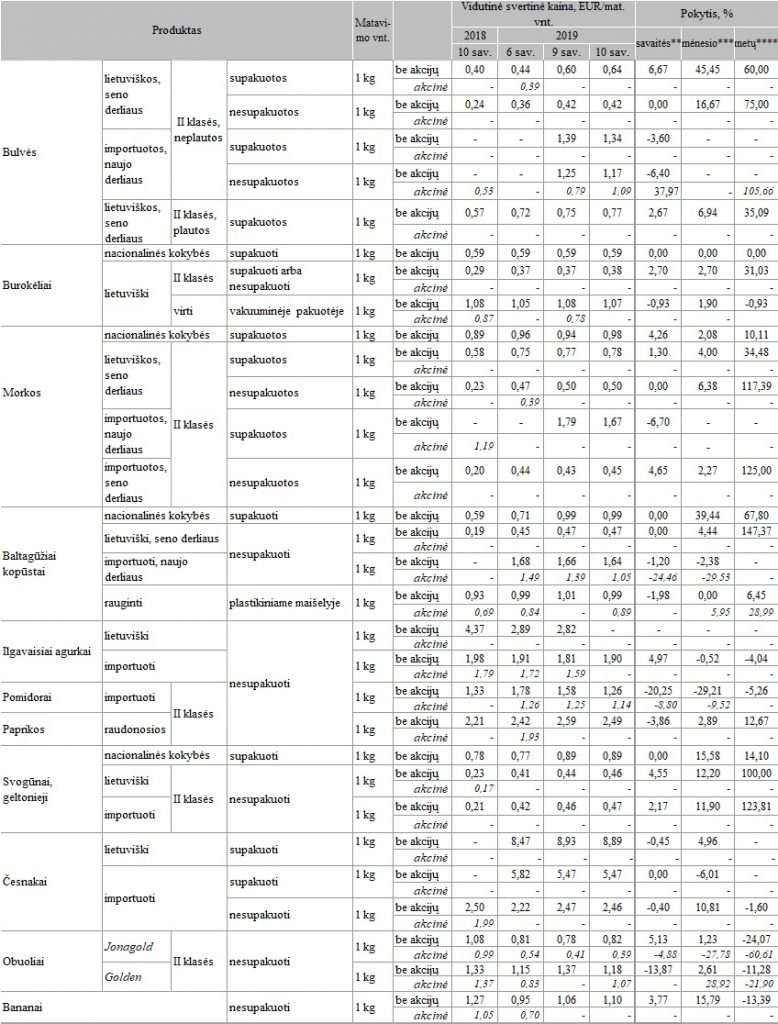 Produktas Matavimo vnt. Vidutinė svertinė kaina, EUR/mat. vnt. Pokytis, %
2018 2019 savaitės** mėnesio*** metų****
10 sav. 6 sav. 9 sav. 10 sav.
Bulvės lietuviškos, seno derliaus II klasės, neplautos supakuotos 1 kg be akcijų 0,40 0,44 0,60 0,64 6,67 45,45 60,00
akcinė - 0,39 - - - - -
nesupakuotos 1 kg be akcijų 0,24 0,36 0,42 0,42 0,00 16,67 75,00
akcinė - - - - - - -
importuotos, naujo derliaus supakuotos 1 kg be akcijų - - 1,39 1,34 -3,60 - -
akcinė - - - - - - -
nesupakuotos 1 kg be akcijų - - 1,25 1,17 -6,40 - -
akcinė 0,53 - 0,79 1,09 37,97 - 105,66
lietuviškos, seno derliaus II klasės, plautos supakuotos 1 kg be akcijų 0,57 0,72 0,75 0,77 2,67 6,94 35,09
akcinė - - - - - - -
Burokėliai nacionalinės kokybės supakuoti 1 kg be akcijų 0,59 0,59 0,59 0,59 0,00 0,00 0,00
lietuviški II klasės supakuoti arba nesupakuoti 1 kg be akcijų 0,29 0,37 0,37 0,38 2,70 2,70 31,03
akcinė - - - - - - -
virti vakuuminėje pakuotėje 1 kg be akcijų 1,08 1,05 1,08 1,07 -0,93 1,90 -0,93
akcinė 0,87 - 0,78 - - - -
Morkos nacionalinės kokybės supakuotos 1 kg be akcijų 0,89 0,96 0,94 0,98 4,26 2,08 10,11
lietuviškos, seno derliaus II klasės supakuotos 1 kg be akcijų 0,58 0,75 0,77 0,78 1,30 4,00 34,48
akcinė - - - - - - -
nesupakuotos 1 kg be akcijų 0,23 0,47 0,50 0,50 0,00 6,38 117,39
akcinė - 0,39 - - - - -
importuotos, naujo derliaus supakuotos 1 kg be akcijų - - 1,79 1,67 -6,70 - -
akcinė 1,19 - - - - - -
importuotos, seno derliaus nesupakuotos 1 kg be akcijų 0,20 0,44 0,43 0,45 4,65 2,27 125,00
akcinė - - - - - - -
Baltagūžiai kopūstai nacionalinės kokybės supakuoti 1 kg be akcijų 0,59 0,71 0,99 0,99 0,00 39,44 67,80
lietuviški, seno derliaus nesupakuoti 1 kg be akcijų 0,19 0,45 0,47 0,47 0,00 4,44 147,37
akcinė - - - - - - -
importuoti, naujo derliaus 1 kg be akcijų - 1,68 1,66 1,64 -1,20 -2,38 -
akcinė - 1,49 1,39 1,05 -24,46 -29,53 -
rauginti plastikiniame maišelyje 1 kg be akcijų 0,93 0,99 1,01 0,99 -1,98 0,00 6,45
akcinė 0,69 0,84 - 0,89 - 5,95 28,99
Ilgavaisiai agurkai lietuviški nesupakuoti 1 kg be akcijų 4,37 2,89 2,82 - - - -
akcinė - - - - - - -
importuoti 1 kg be akcijų 1,98 1,91 1,81 1,90 4,97 -0,52 -4,04
akcinė 1,79 1,72 1,59 - - - -
Pomidorai importuoti II klasės 1 kg be akcijų 1,33 1,78 1,58 1,26 -20,25 -29,21 -5,26
akcinė - 1,26 1,25 1,14 -8,80 -9,52 -
Paprikos raudonosios 1 kg be akcijų 2,21 2,42 2,59 2,49 -3,86 2,89 12,67
akcinė - 1,93 - - - - -
Svogūnai, geltonieji nacionalinės kokybės supakuoti 1 kg be akcijų 0,78 0,77 0,89 0,89 0,00 15,58 14,10
lietuviški II klasės nesupakuoti 1 kg be akcijų 0,23 0,41 0,44 0,46 4,55 12,20 100,00
akcinė 0,17 - - - - - -
importuoti 1 kg be akcijų 0,21 0,42 0,46 0,47 2,17 11,90 123,81
akcinė - - - - - - -
Česnakai lietuviški supakuoti 1 kg be akcijų - 8,47 8,93 8,89 -0,45 4,96 -
akcinė - - - - - - -
importuoti supakuoti 1 kg be akcijų - 5,82 5,47 5,47 0,00 -6,01 -
akcinė - - - - - - -
nesupakuoti 1 kg be akcijų 2,50 2,22 2,47 2,46 -0,40 10,81 -1,60
akcinė 1,99 - - - - - -
Obuoliai Jonagold II klasės nesupakuoti 1 kg be akcijų 1,08 0,81 0,78 0,82 5,13 1,23 -24,07
akcinė 0,99 0,54 0,41 0,39 -4,88 -27,78 -60,61
Golden 1 kg be akcijų 1,33 1,15 1,37 1,18 -13,87 2,61 -11,28
akcinė 1,37 0,83 - 1,07 - 28,92 -21,90
Bananai nesupakuoti 1 kg be akcijų 1,27 0,95 1,06 1,10 3,77 15,79 -13,39
akcinė 1,05 0,70 - - - - -